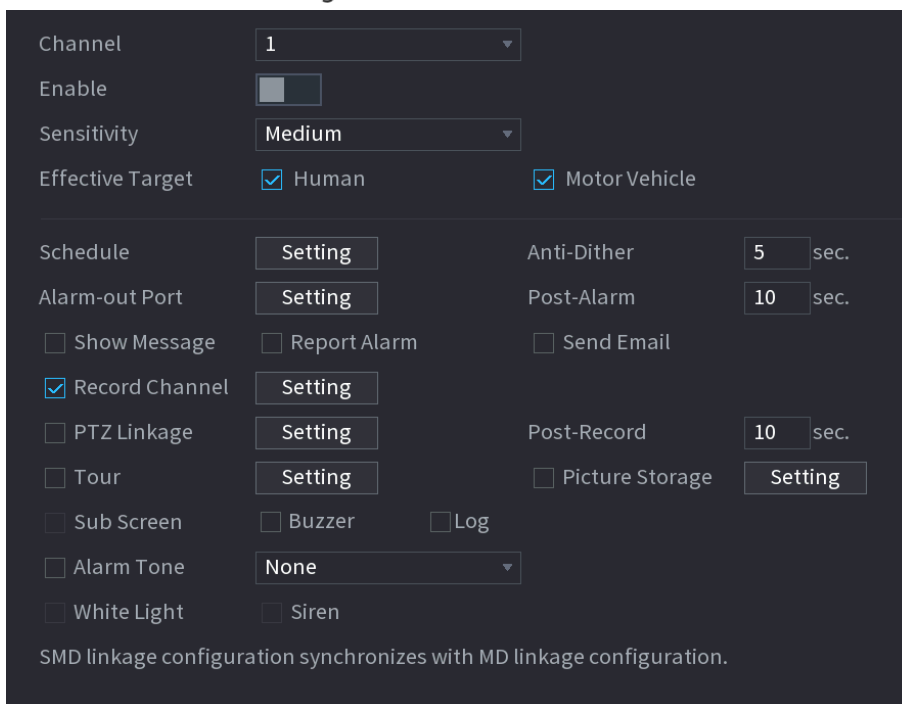 Channel 1
Enable
Sensitivity Medium
Effective Target Human Motor Vehicle
Schedule Setting Anti-Dither 5 sec.
Alarm-out Port Setting Post-Alarm 10 sec.
Show Message Report Alarm Send Email
Record Channel Setting
PTZ Linkage Setting Post-Record 10 sec.
Tour Setting Picture Storage Setting
Sub Screen Buzzer Log
Alarm Tone None
White Light Siren
SMD linkage configuration synchronizes with MD linkage configuration.